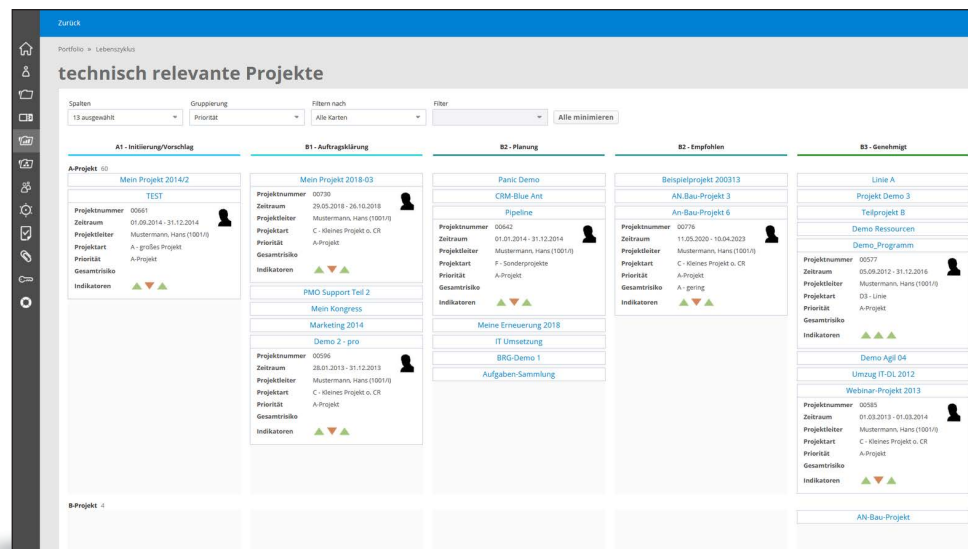 Zurück
Portfolio » Lebenszyklus
technisch relevante Projekte
Spalten
13 ausgewählt
Gruppierung
Priorität
Filtern nach
Alle Karten
Filter
Alle minimieren
A1 - Initiierung/Vorschlag
B1 - Auftragsklärung
B2 - Planung
B2 - Empfohlen
B3 - Genehmigt
A-Projekt 60
Mein Projekt 2014/2
TEST
Projektnummer 00661
Zeitraum 01.09.2014 - 31.12.2014
Projektleiter Mustermann, Hans (1001/I)
Projektart A - großes Projekt
Priorität A-Projekt
Gesamtrisiko
Indikatoren
Mein Projekt 2018-03
Projektnummer 00730
Zeitraum 29.05.2018 - 26.10.2018
Projektleiter Mustermann, Hans (1001/I)
Projektart C - Kleines Projekt o. CR
Priorität A-Projekt
Gesamtrisiko
Indikatoren
PMO Support Teil 2
Mein Kongress
Marketing 2014
Demo 2 - pro
Projektnummer 00596
Zeitraum 28.01.2013 - 31.12.2013
Projektleiter Mustermann, Hans (1001/I)
Projektart C - Kleines Projekt o. CR
Priorität A-Projekt
Gesamtrisiko
Indikatoren
Panic Demo
CRM-Blue Ant
Pipeline
Projektnummer 00642
Zeitraum 01.01.2014 - 31.12.2014
Projektleiter Mustermann, Hans (1001/I)
Projektart F - Sonderprojekte
Priorität A-Projekt
Gesamtrisiko
Indikatoren
Meine Erneuerung 2018
IT Umsetzung
BRG-Demo 1
Aufgaben-Sammlung
Beispielprojekt 200313
AN.Bau-Projekt 3
An-Bau-Projekt 6
Projektnummer 00776
Zeitraum 11.05.2020 - 10.04.2023
Projektleiter Mustermann, Hans (1001/I)
Projektart C - Kleines Projekt o. CR
Priorität A-Projekt
Gesamtrisiko A - gering
Indikatoren
Linie A
Projekt Demo 3
Teilprojekt B
Demo Ressourcen
Demo_Programm
Projektnummer 00577
Zeitraum 05.09.2012 - 31.12.2016
Projektleiter Mustermann, Hans (1001/I)
Projektart D3 - Linie
Priorität A-Projekt
Gesamtrisiko
Indikatoren
Demo Agil 04
Umzug IT-DL 2012
Webinar-Projekt 2013
Projektnummer 00585
Zeitraum 01.03.2013 - 01.03.2014
Projektleiter Mustermann, Hans (1001/I)
Projektart C - Kleines Projekt o. CR
Priorität A-Projekt
Gesamtrisiko
Indikatoren
B-Projekt 4
AN-Bau-Projekt